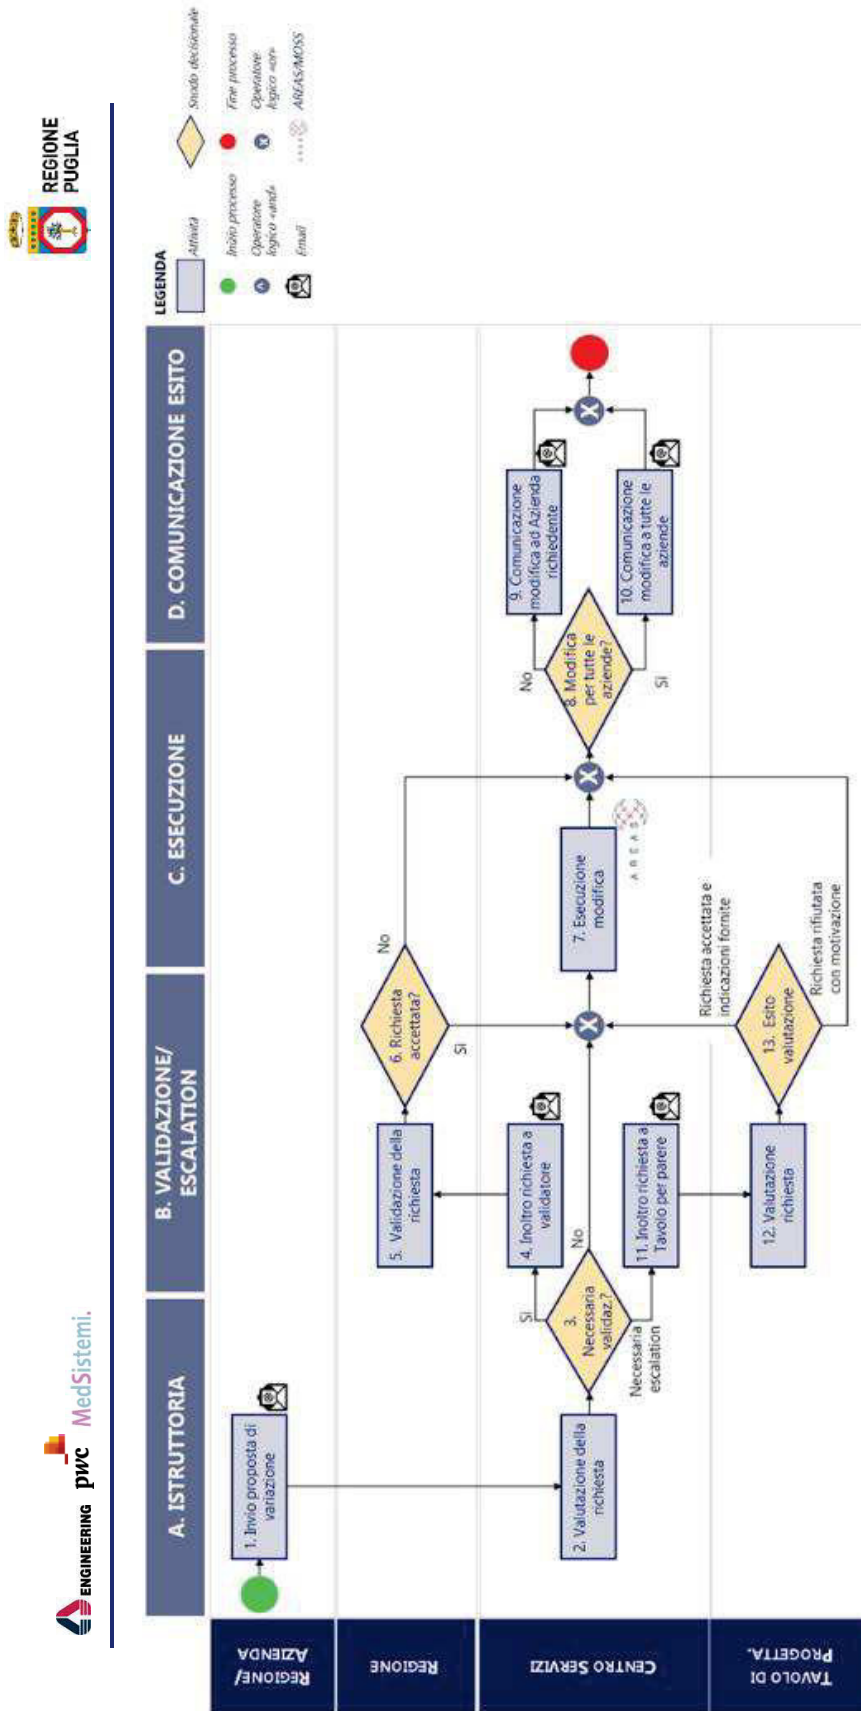 ENGINEERING
pwc
MedSistemi.
REGIONE
PUGLIA
LEGENDA
Attività
Snodo decisionale
Inizio processo
Fine processo
Operatore
logico «and»
Operatore
logico «or»
Email
AREAS/MOSS
A. ISTRUTTORIA
B. VALIDAZIONE/
ESCALATION
C. ESECUZIONE
D. COMUNICAZIONE ESITO
REGIONE/
AZIENDA
1. Invio proposta di
variazione
REGIONE
5. Validazione della
richiesta
6. Richiesta
accettata?
No
Si
CENTRO SERVIZI
2. Valutazione della
richiesta
3.
Necessaria
validaz.?
Si
No
Necessaria
escalation
4. Inoltro richiesta a
validatore
11. Inoltro richiesta a
Tavolo per parere
X
7. Esecuzione
modifica
AREAS
X
8. Modifica
per tutte le
aziende?
No
Si
9. Comunicazione
modifica ad Azienda
richiedente
10. Comunicazione
modifica a tutte le
aziende
X
TAVOLO DI
PROGETTA.
12. Valutazione
richiesta
13. Esito
valutazione
Richiesta accettata e
indicazioni fornite
Richiesta rifiutata
con motivazione